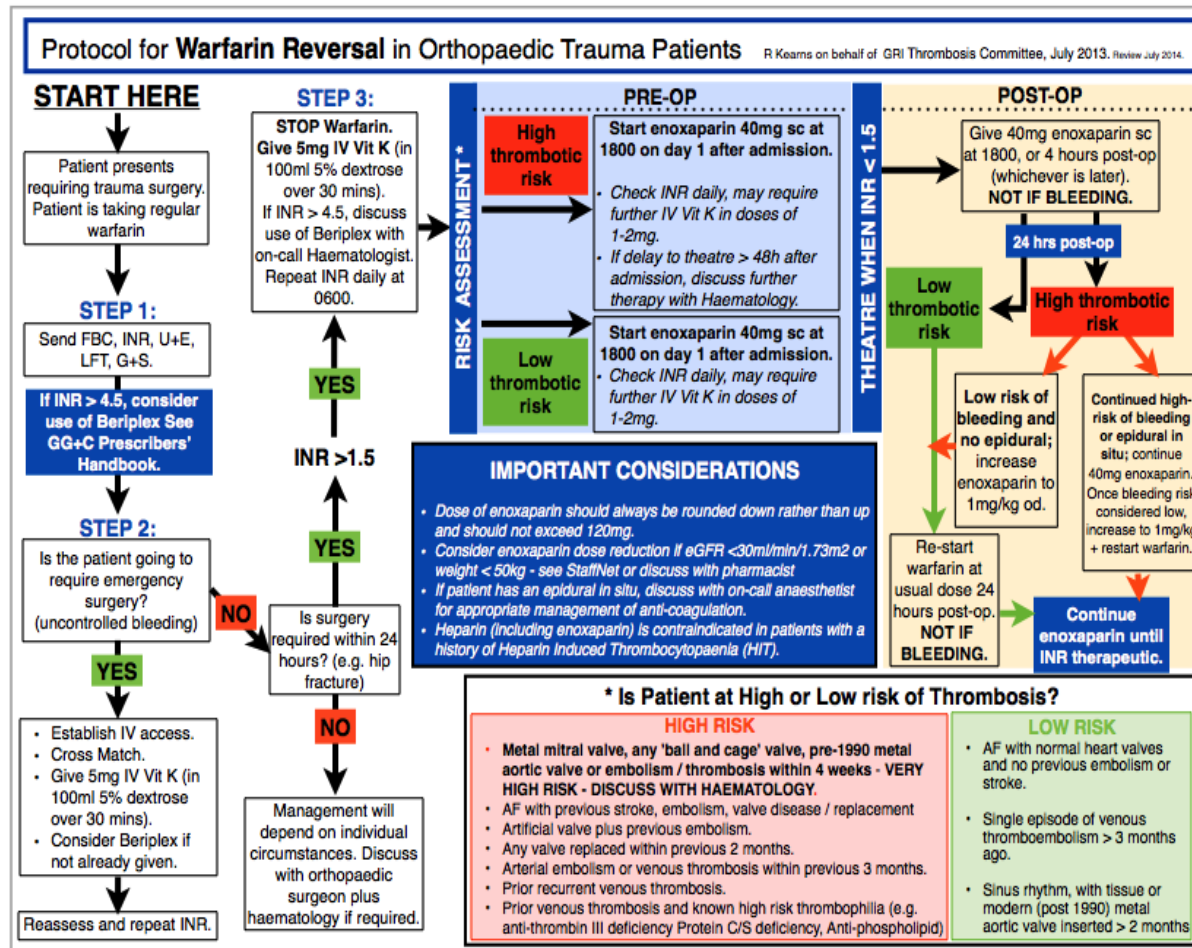 Protocol for Warfarin Reversal in Orthopaedic Trauma Patients
R Kearns on behalf of GRI Thrombosis Committee, July 2013. Review July 2014.
START HERE
Patient presents
requiring trauma surgery.
Patient is taking regular
warfarin
STEP 1:
Send FBC, INR, U+E,
LFT, G+S.
If INR > 4.5, consider
use of Beriplex See
GG+C Prescribers'
Handbook.
STEP 2:
Is the patient going to
require emergency
surgery?
(uncontrolled bleeding)
YES
NO
• Establish IV access.
• Cross Match.
• Give 5mg IV Vit K (in
100ml 5% dextrose
over 30 mins).
• Consider Beriplex if
not already given.
Reassess and repeat INR.
STEP 3:
STOP Warfarin.
Give 5mg IV Vit K (in
100ml 5% dextrose
over 30 mins).
If INR > 4.5, discuss
use of Beriplex with
on-call Haematologist.
Repeat INR daily at
0600.
YES
INR >1.5
YES
Is surgery
required within 24
hours? (e.g. hip
fracture)
NO
Management will
depend on individual
circumstances. Discuss
with orthopaedic
surgeon plus
haematology if required.
RISK ASSESSMENT *
PRE-OP
High
thrombotic
risk
Start enoxaparin 40mg sc at
1800 on day 1 after admission.
• Check INR daily, may require
further IV Vit K in doses of
1-2mg.
• If delay to theatre > 48h after
admission, discuss further
therapy with Haematology.
Low
thrombotic
risk
Start enoxaparin 40mg sc at
1800 on day 1 after admission.
• Check INR daily, may require
further IV Vit K in doses of
1-2mg.
THEATRE WHEN INR < 1.5
POST-OP
Give 40mg enoxaparin sc
at 1800, or 4 hours post-op
(whichever is later).
NOT IF BLEEDING.
24 hrs post-op
Low
thrombotic
risk
High thrombotic
risk
Low risk of
bleeding and
no epidural;
increase
enoxaparin to
1mg/kg od.
Continued high-
risk of bleeding
or epidural in
situ; continue
40mg enoxaparin.
Once bleeding risk
considered low,
increase to 1mg/kg
+ restart warfarin.
Re-start
warfarin at
usual dose 24
hours post-op.
NOT IF
BLEEDING.
Continue
enoxaparin until
INR therapeutic.
IMPORTANT CONSIDERATIONS
• Dose of enoxaparin should always be rounded down rather than up
and should not exceed 120mg.
• Consider enoxaparin dose reduction if eGFR <30ml/min/1.73m2 or
weight < 50kg - see StaffNet or discuss with pharmacist
• If patient has an epidural in situ, discuss with on-call anaesthetist
for appropriate management of anti-coagulation.
• Heparin (including enoxaparin) is contraindicated in patients with a
history of Heparin Induced Thrombocytopaenia (HIT).
* Is Patient at High or Low risk of Thrombosis?
HIGH RISK
• Metal mitral valve, any 'ball and cage' valve, pre-1990 metal
aortic valve or embolism / thrombosis within 4 weeks - VERY
HIGH RISK - DISCUSS WITH HAEMATOLOGY.
• AF with previous stroke, embolism, valve disease / replacement
• Artificial valve plus previous embolism.
• Any valve replaced within previous 2 months.
• Arterial embolism or venous thrombosis within previous 3 months.
• Prior recurrent venous thrombosis.
• Prior venous thrombosis and known high risk thrombophilia (e.g.
anti-thrombin III deficiency Protein C/S deficiency, Anti-phospholipid)
LOW RISK
• AF with normal heart valves
and no previous embolism or
stroke.
• Single episode of venous
thromboembolism > 3 months
ago.
• Sinus rhythm, with tissue or
modern (post 1990) metal
aortic valve inserted > 2 months